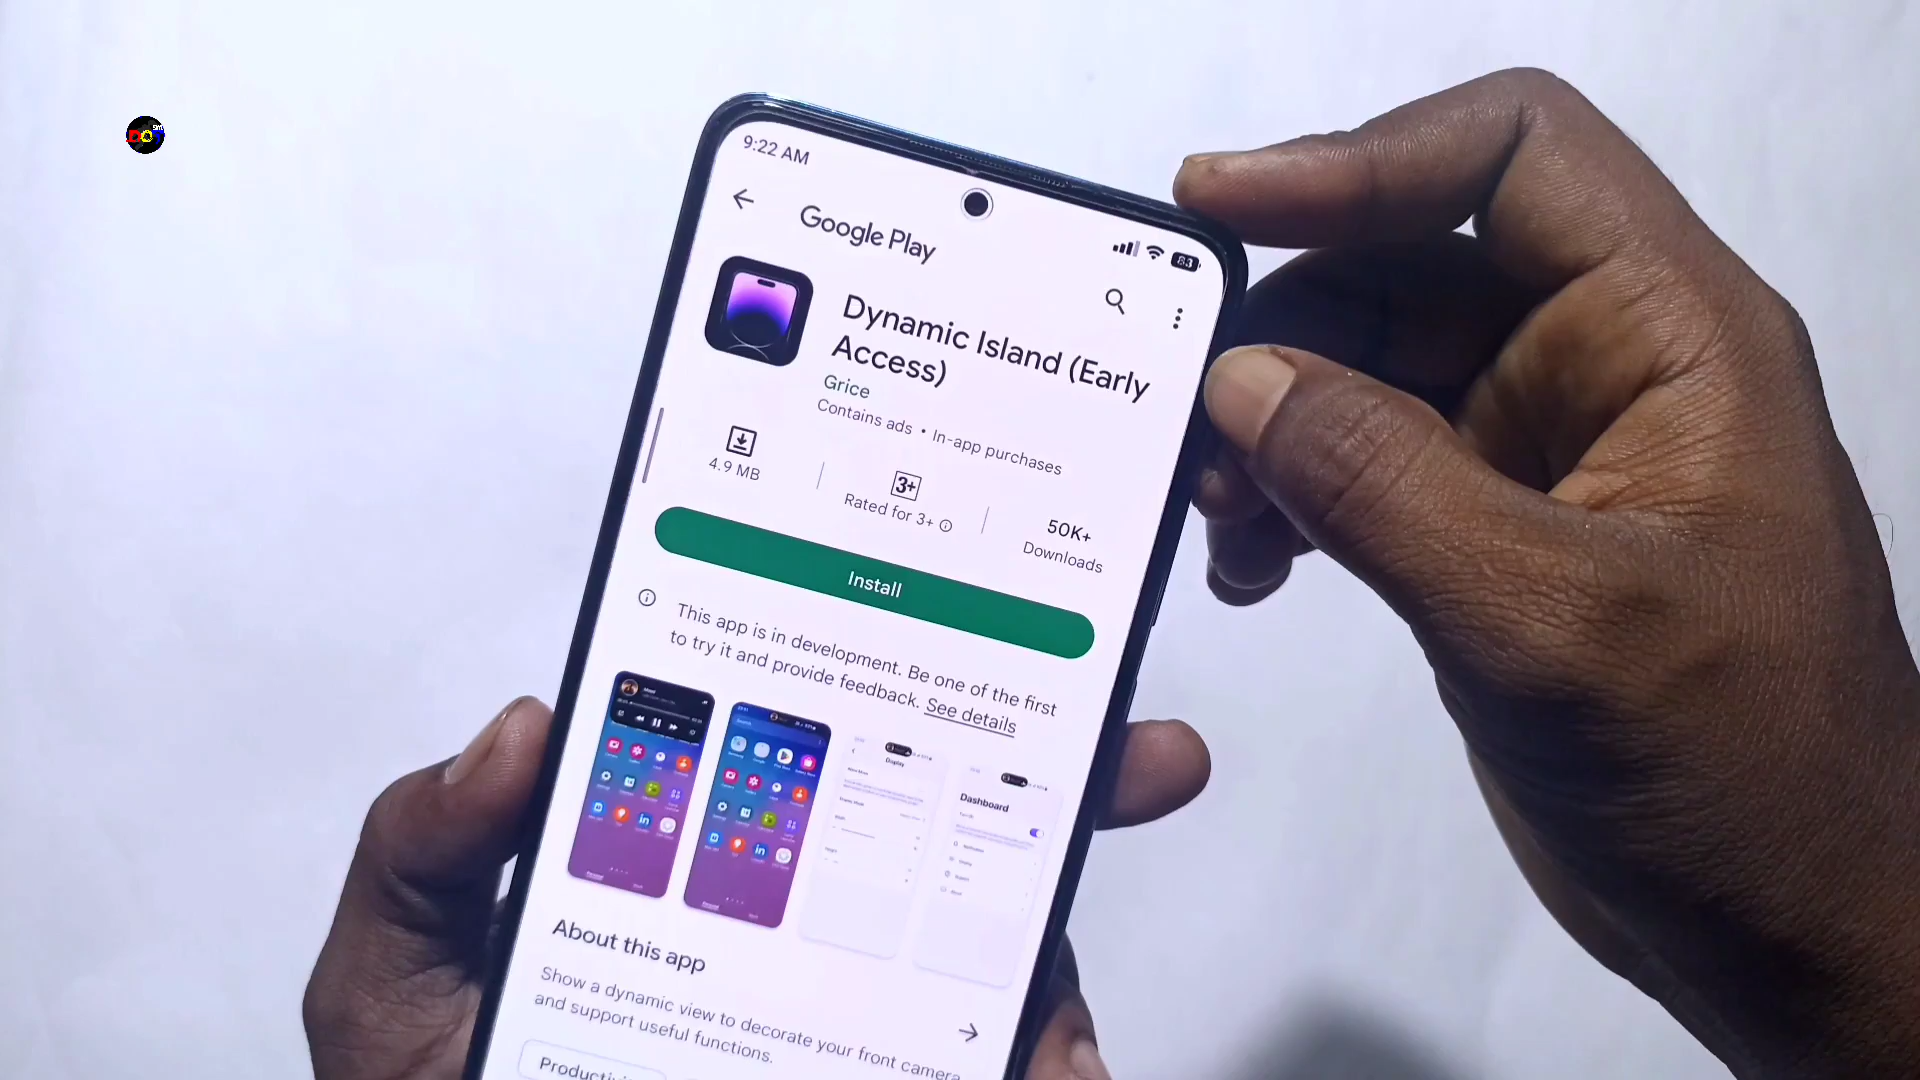 9:22 AM
83
Google Play
Dynamic Island (Early
Access)
Grice
Contains ads • In-app purchases
4.9 MB
3+
Rated for 3+
50K+
Downloads
Install
This app is in development. Be one of the first
to try it and provide feedback. See details
Display
Dashboard
About this app
Show a dynamic view to decorate your front camera
and support useful functions.